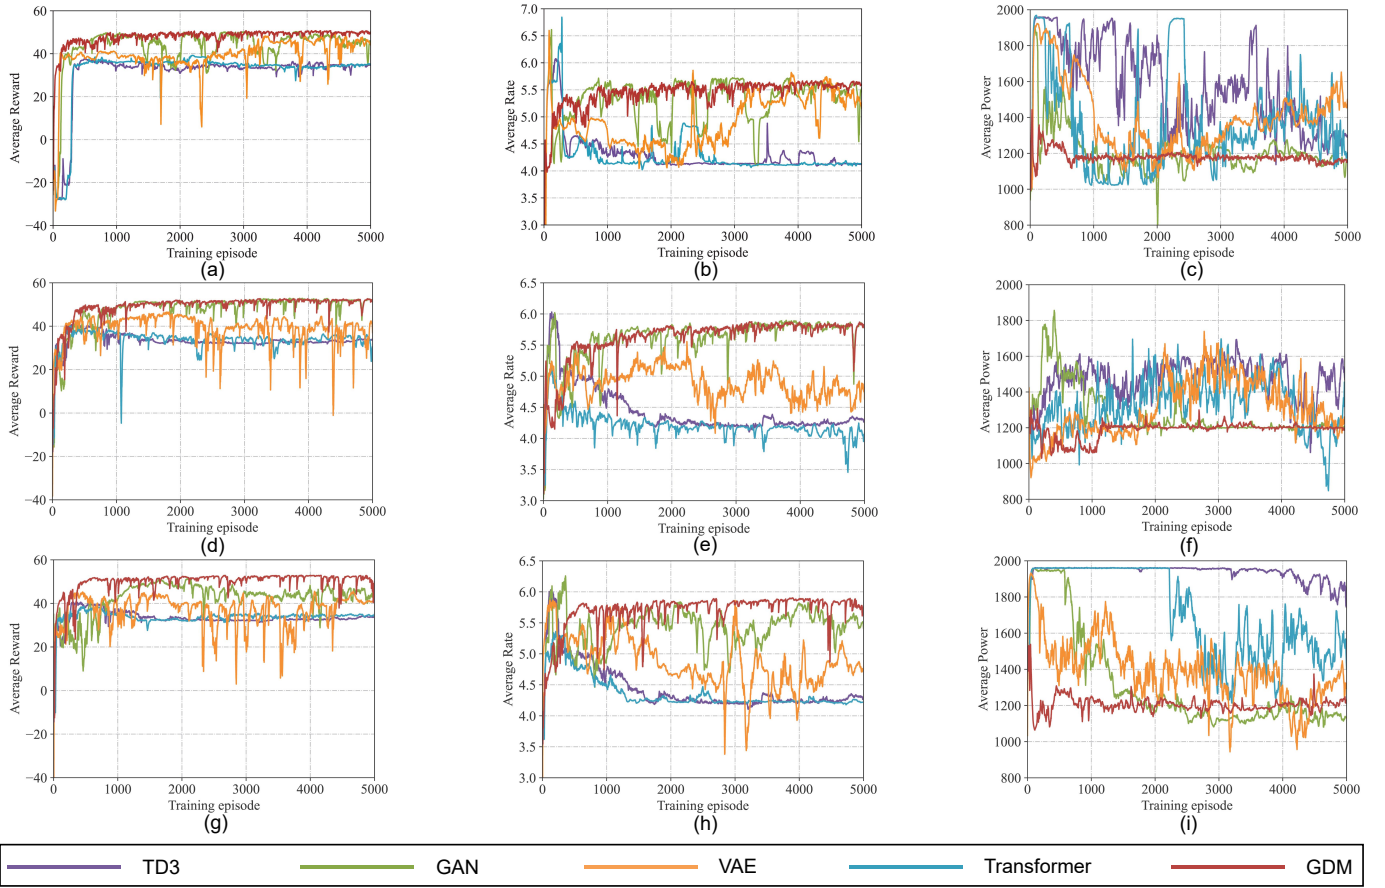 60
40
20
0
−20
−40
Average Reward
0 1000 2000 3000 4000 5000
Training episode
(a)
7.0
6.5
6.0
5.5
5.0
4.5
4.0
3.5
3.0
Average Rate
0 1000 2000 3000 4000 5000
Training episode
(b)
2000
1800
1600
1400
1200
1000
800
Average Power
0 1000 2000 3000 4000 5000
Training episode
(c)
60
40
20
0
−20
−40
Average Reward
0 1000 2000 3000 4000 5000
Training episode
(d)
6.5
6.0
5.5
5.0
4.5
4.0
3.5
3.0
Average Rate
0 1000 2000 3000 4000 5000
Training episode
(e)
2000
1800
1600
1400
1200
1000
800
Average Power
0 1000 2000 3000 4000 5000
Training episode
(f)
60
40
20
0
−20
−40
Average Reward
0 1000 2000 3000 4000 5000
Training episode
(g)
6.5
6.0
5.5
5.0
4.5
4.0
3.5
3.0
Average Rate
0 1000 2000 3000 4000 5000
Training episode
(h)
2000
1800
1600
1400
1200
1000
800
Average Power
0 1000 2000 3000 4000 5000
Training episode
(i)
TD3 GAN VAE Transformer GDM